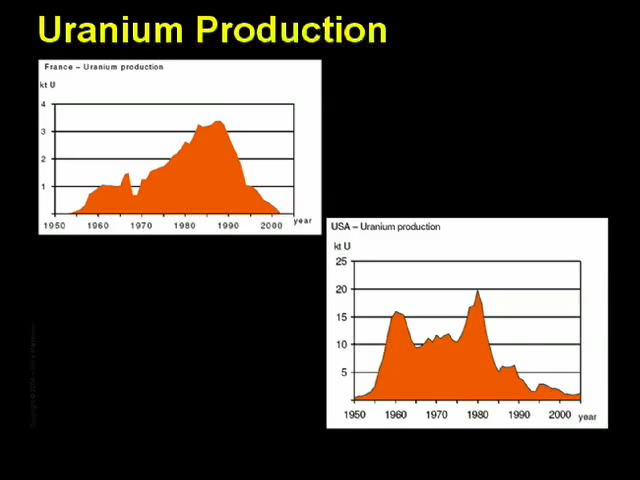 Uranium Production
France – Uranium production
kt U
4
3
2
1
1950 1960 1970 1980 1990 2000 year
USA – Uranium production
kt U
25
20
15
10
5
1950 1960 1970 1980 1990 2000 year